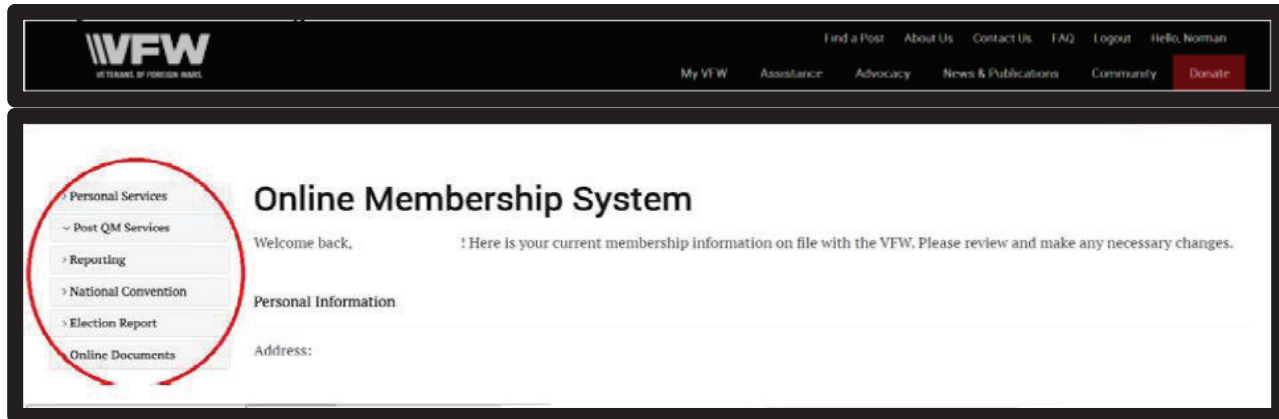 VFW
VETERANS OF FOREIGN WARS.
Find a Post About Us Contact Us FAQ Logout Hello, Norman
My VFW Assistance Advocacy News & Publications Community Donate
> Personal Services
Post QM Services
> Reporting
> National Convention
> Election Report
Online Documents
Online Membership System
Welcome back, ! Here is your current membership information on file with the VFW. Please review and make any necessary changes.
Personal Information
Address: